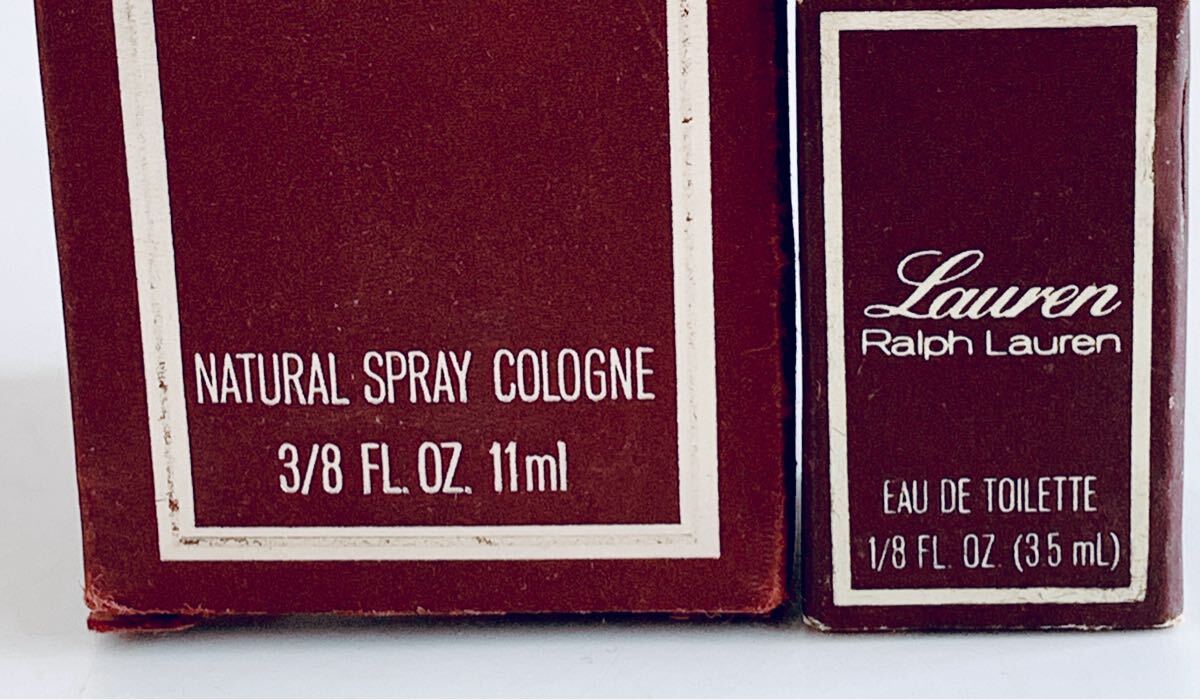 NATURAL SPRAY COLOGNE
3/8 FL. OZ. 11ml
Lauren
Ralph Lauren
EAU DE TOILETTE
1/8 FL. OZ. (3.5 mL)